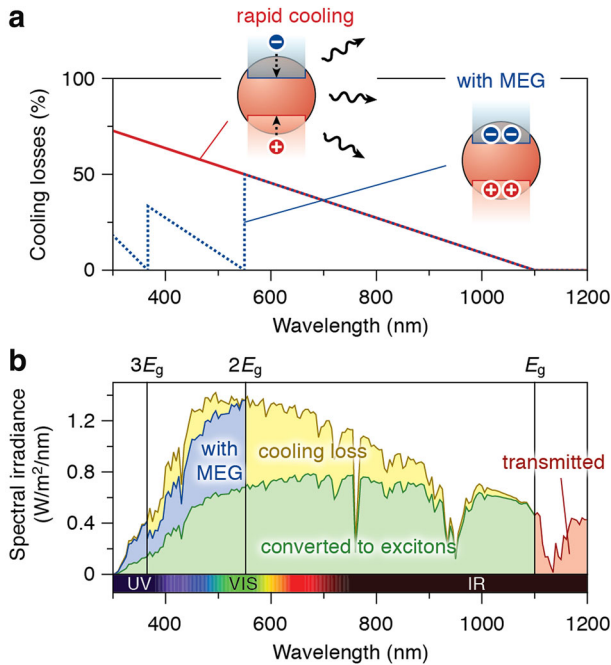 a
rapid cooling
−
+
with MEG
− −
+ +
Cooling losses (%)
100
50
0
400
600
800
1000
1200
Wavelength (nm)
b
3Eg
2Eg
Eg
Spectral irradiance
(W/m²/nm)
1.2
0.8
0.4
0
with
MEG
cooling loss
transmitted
converted to excitons
UV
VIS
IR
400
600
800
1000
1200
Wavelength (nm)